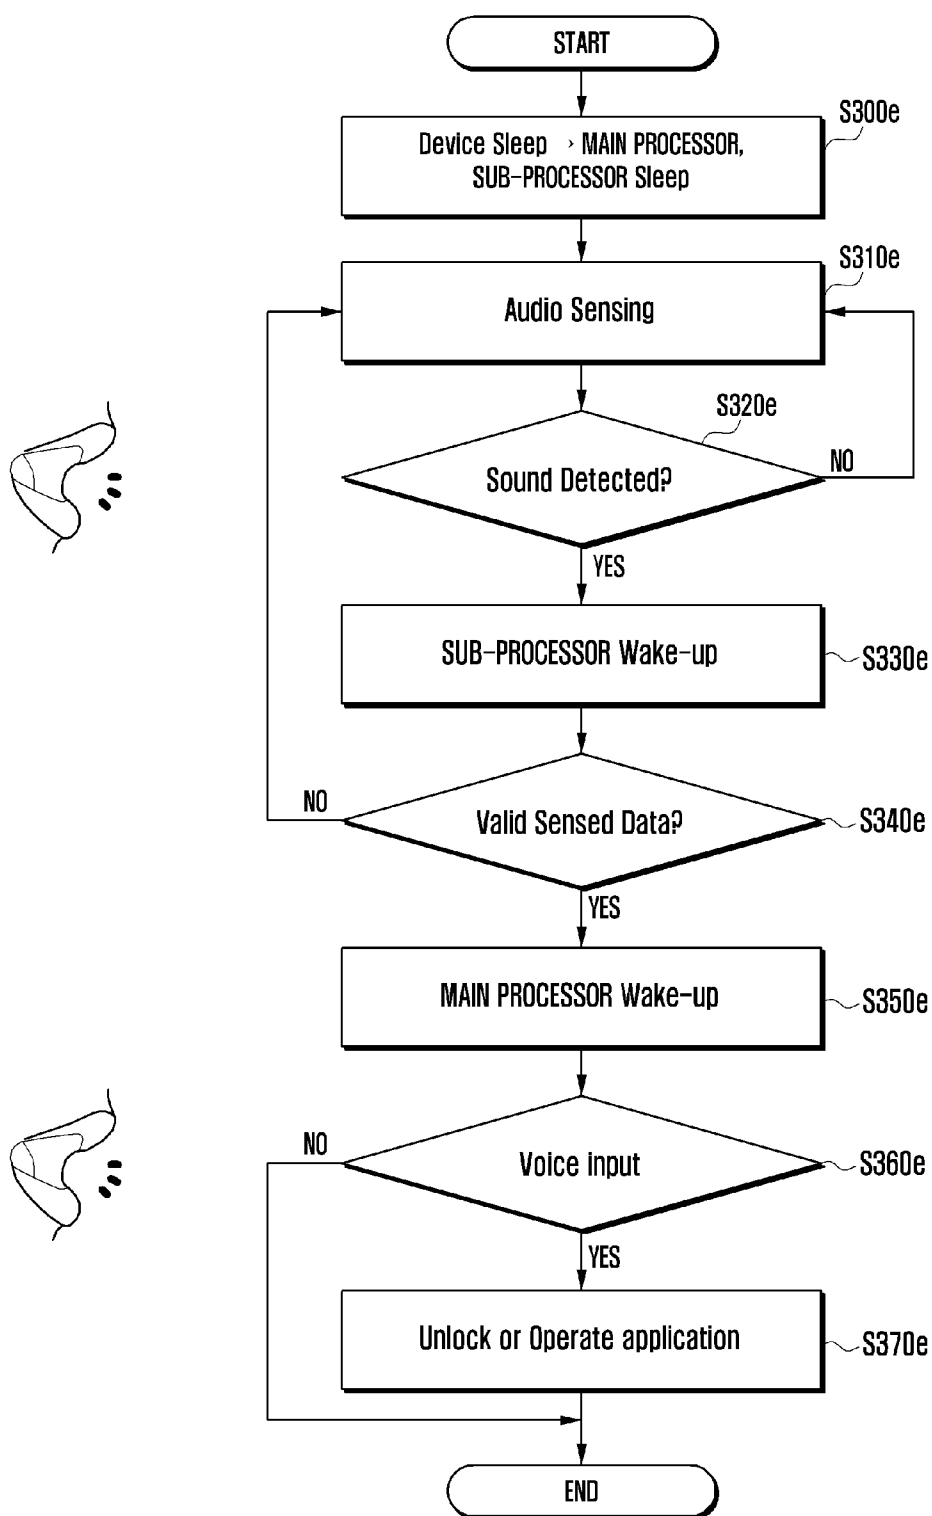 START
S300e
Device Sleep → MAIN PROCESSOR,
SUB-PROCESSOR Sleep
S310e
Audio Sensing
S320e
Sound Detected?
NO
YES
SUB-PROCESSOR Wake-up
S330e
NO
Valid Sensed Data?
S340e
YES
MAIN PROCESSOR Wake-up
S350e
NO
Voice input
S360e
YES
Unlock or Operate application
S370e
END